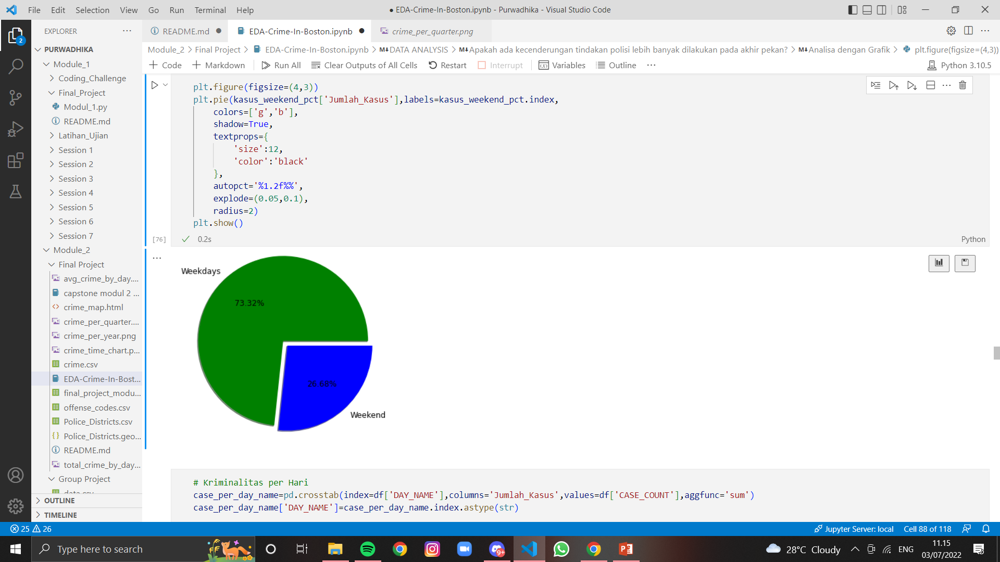 File Edit Selection View Go Run Terminal Help
● EDA-Crime-In-Boston.ipynb - Purwadhika - Visual Studio Code
EXPLORER
README.md
EDA-Crime-In-Boston.ipynb
crime_per_quarter.png
2
PURWADHIKA
Module_1
Coding_Challenge
Final_Project
Modul_1.py
README.md
Latihan_Ujian
Session 1
Session 2
Session 3
Session 4
Session 5
Session 6
Session 7
Module_2
Final Project
avg_crime_by_day....
capstone modul 2 ...
crime_map.html
crime_per_quarter....
crime_per_year.png
crime_time_chart.p...
crime.csv
EDA-Crime-In-Bost...
final_project_modu...
offense_codes.csv
Police_Districts.csv
Police_Districts.geo...
README.md
total_crime_by_day...
Group Project
data.csv
OUTLINE
TIMELINE
Module_2 > Final Project > EDA-Crime-In-Boston.ipynb > M↓DATA ANALYSIS > M↓Apakah ada kecenderungan tindakan polisi lebih banyak dilakukan pada akhir pekan? > M↓Analisa dengan Grafik > plt.figure(figsize=(4,3))
+ Code + Markdown Run All Clear Outputs of All Cells Restart Interrupt Variables Outline ...
Python 3.10.5
plt.figure(figsize=(4,3))
plt.pie(kasus_weekend_pct['Jumlah_Kasus'],labels=kasus_weekend_pct.index,
colors=['g','b'],
shadow=True,
textprops={
'size':12,
'color':'black'
},
autopct='%1.2f%%',
explode=(0.05,0.1),
radius=2)
plt.show()
[76]
0.2s
Python
Weekdays
73.32%
26.68%
Weekend
# Kriminalitas per Hari
case_per_day_name=pd.crosstab(index=df['DAY_NAME'],columns='Jumlah_Kasus',values=df['CASE_COUNT'],aggfunc='sum')
case_per_day_name['DAY_NAME']=case_per_day_name.index.astype(str)
25 26
Jupyter Server: local
Cell 88 of 118
Type here to search
9+
28°C Cloudy
ENG
11.15
03/07/2022